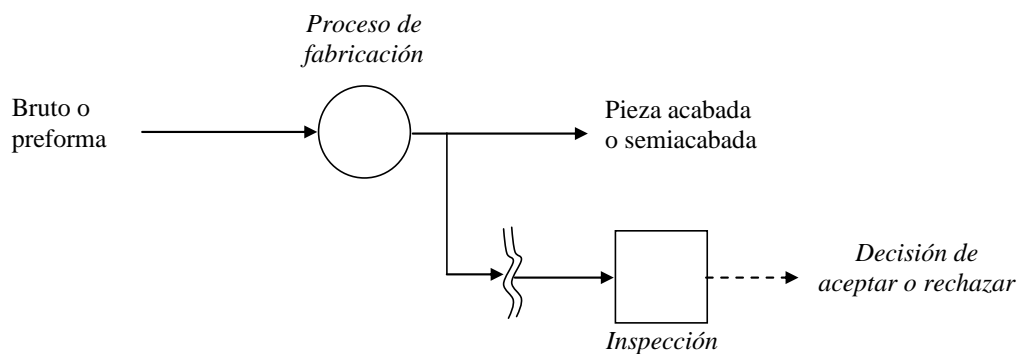 Proceso de
fabricación
Bruto o
preforma
Pieza acabada
o semiacabada
Decisión de
aceptar o rechazar
Inspección